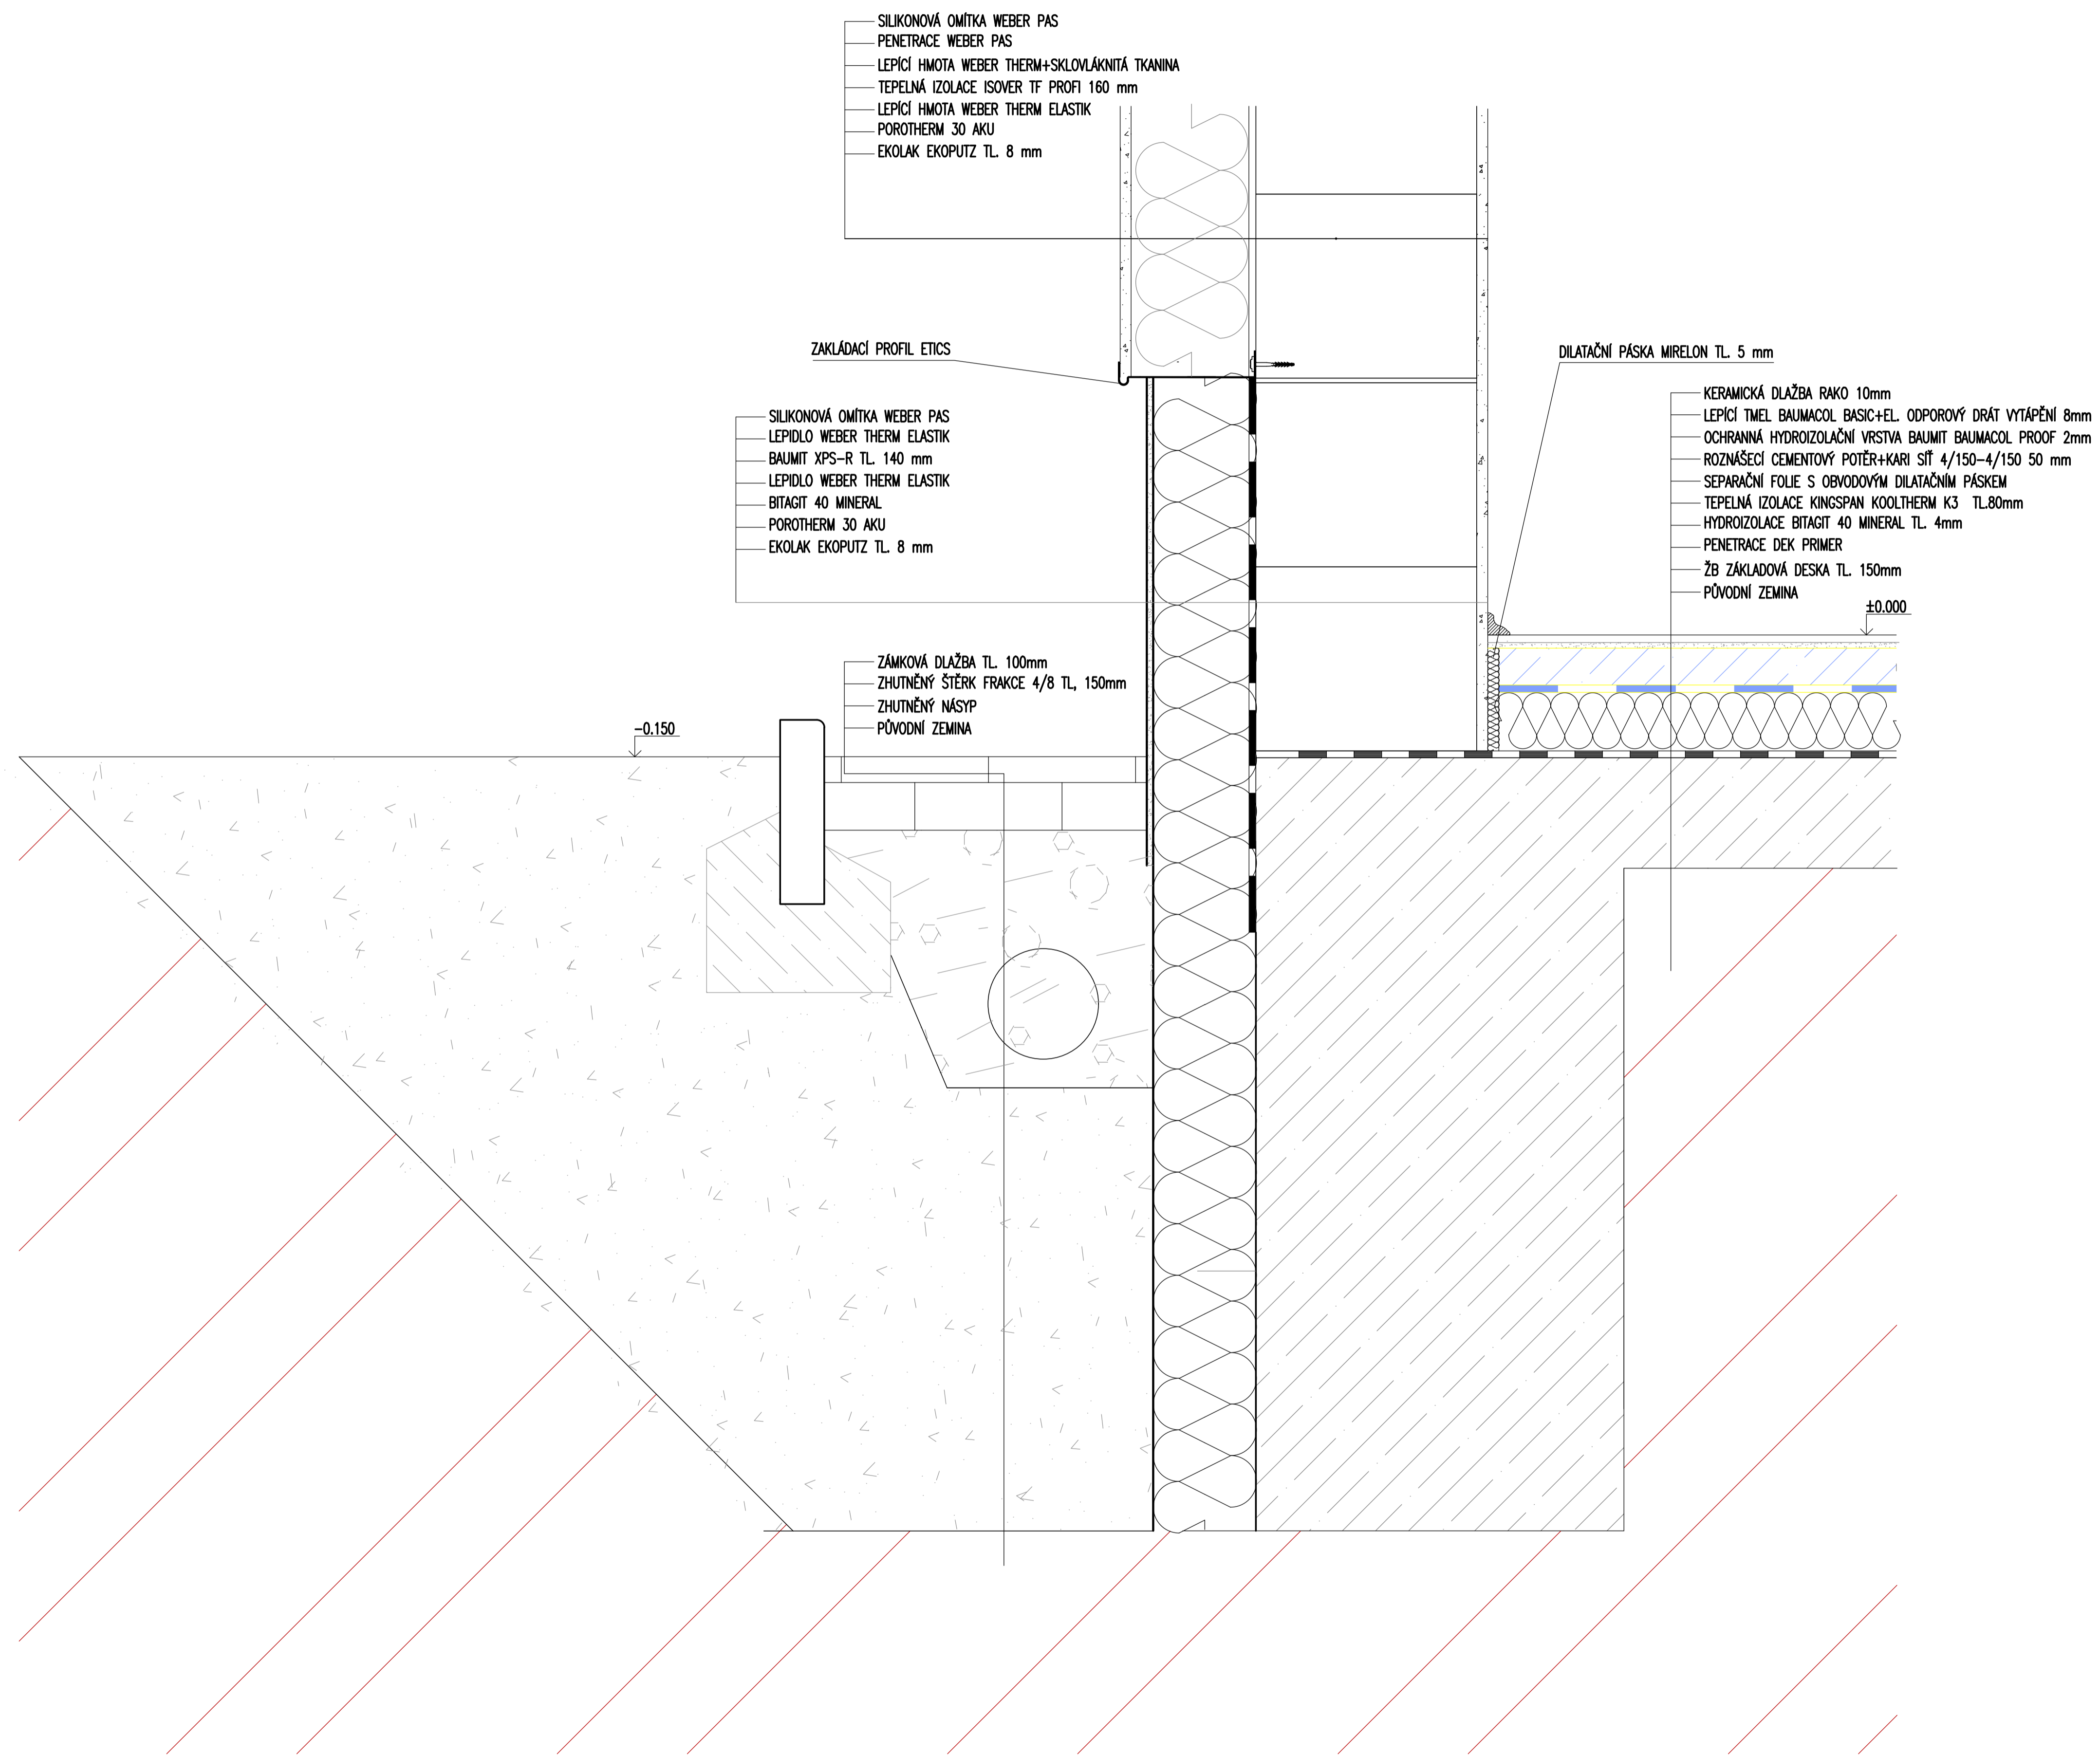 SILIKONOVÁ OMÍTKA WEBER PAS
PENETRACE WEBER PAS
LEPÍCÍ HMOTA WEBER THERM+SKLOVLÁKNITÁ TKANINA
TEPELNÁ IZOLACE ISOVER TF PROFI 160 mm
LEPÍCÍ HMOTA WEBER THERM ELASTIK
POROTHERM 30 AKU
EKOLAK EKOPUTZ TL. 8 mm
ZAKLÁDACÍ PROFIL ETICS
DILATAČNÍ PÁSKA MIRELON TL. 5 mm
SILIKONOVÁ OMÍTKA WEBER PAS
LEPIDLO WEBER THERM ELASTIK
BAUMIT XPS-R TL. 140 mm
LEPIDLO WEBER THERM ELASTIK
BITAGIT 40 MINERAL
POROTHERM 30 AKU
EKOLAK EKOPUTZ TL. 8 mm
KERAMICKÁ DLAŽBA RAKO 10mm
LEPÍCÍ TMEL BAUMACOL BASIC+EL. ODPOROVÝ DRÁT VYTÁPĚNÍ 8mm
OCHRANNÁ HYDROIZOLAČNÍ VRSTVA BAUMIT BAUMACOL PROOF 2mm
ROZNÁŠECÍ CEMENTOVÝ POTĚR+KARI SÍŤ 4/150-4/150 50 mm
SEPARAČNÍ FOLIE S OBVODOVÝM DILATAČNÍM PÁSKEM
TEPELNÁ IZOLACE KINGSPAN KOOLTHERM K3 TL.80mm
HYDROIZOLACE BITAGIT 40 MINERAL TL. 4mm
PENETRACE DEK PRIMER
ŽB ZÁKLADOVÁ DESKA TL. 150mm
PŮVODNÍ ZEMINA
±0.000
ZÁMKOVÁ DLAŽBA TL. 100mm
ZHUTNĚNÝ ŠTĚRK FRAKCE 4/8 TL, 150mm
ZHUTNĚNÝ NÁSYP
PŮVODNÍ ZEMINA
-0.150